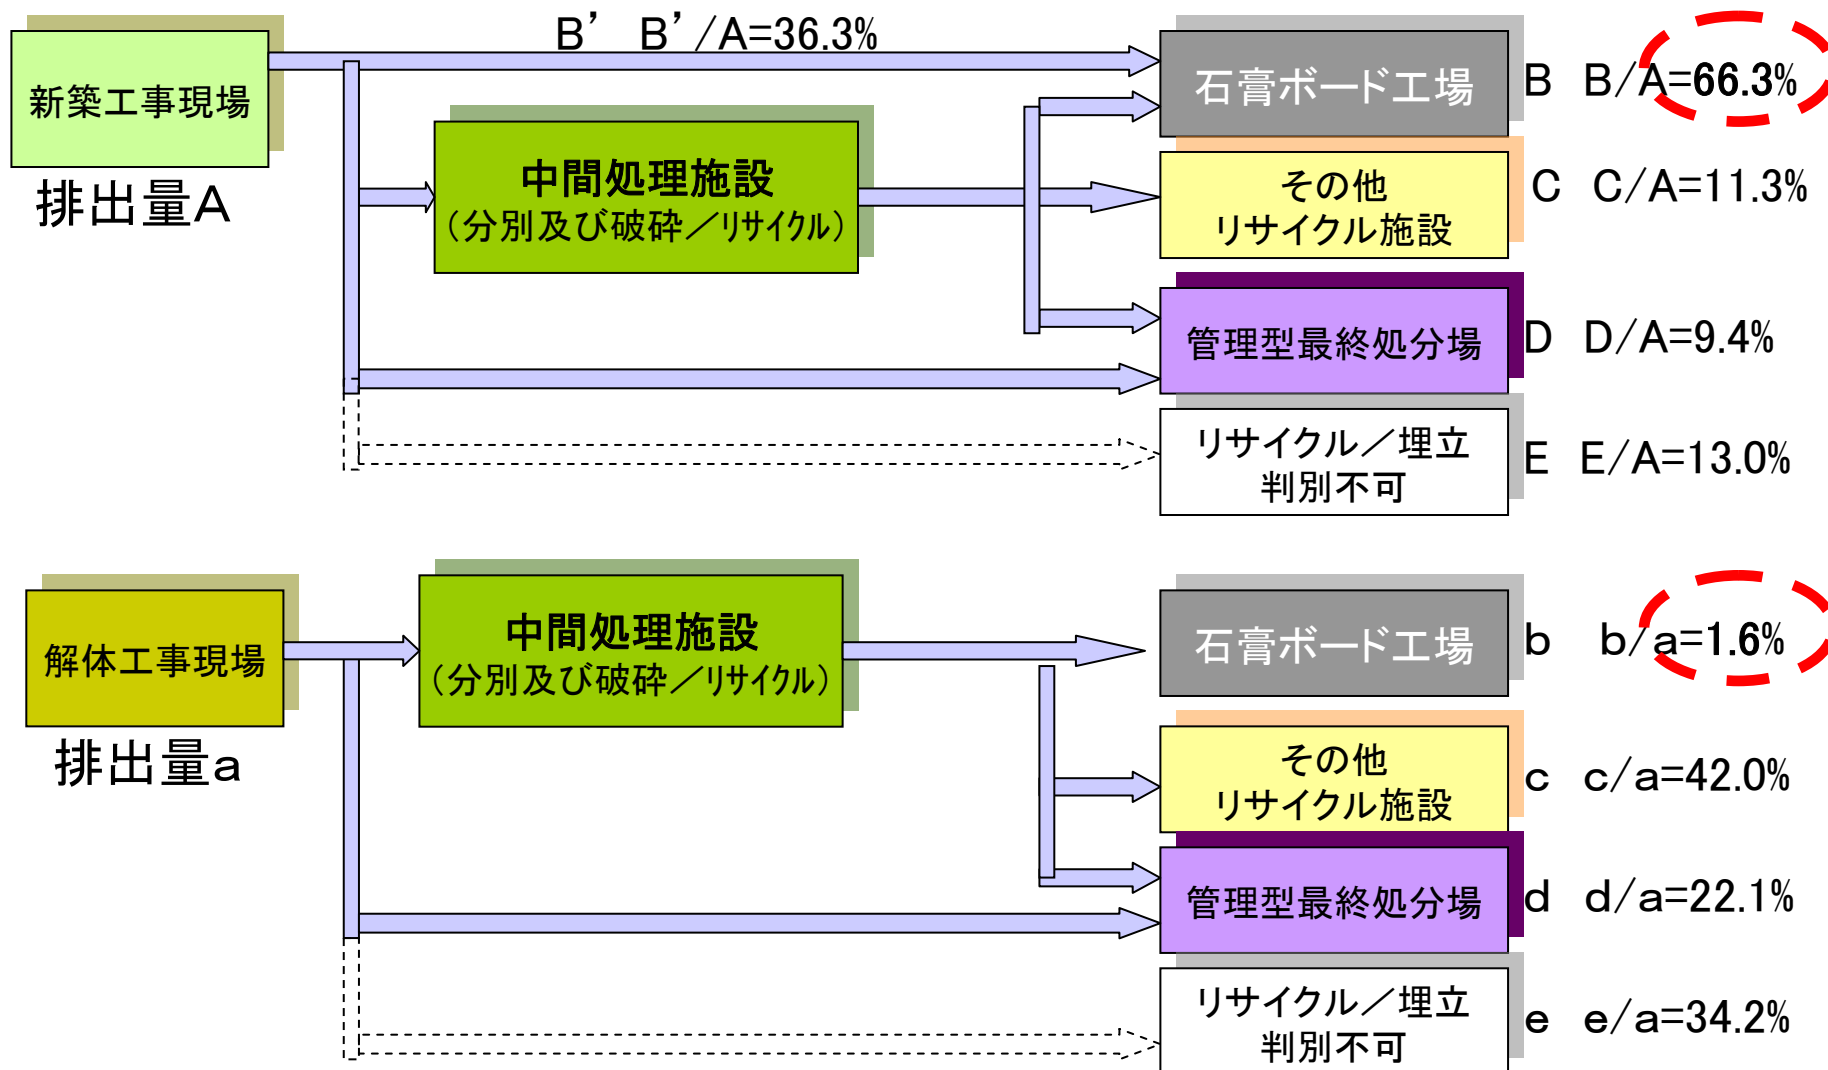 B’ B’/A=36.3%
新築工事現場
排出量A
中間処理施設
（分別及び破砕／リサイクル）
石膏ボード工場
B B/A=66.3%
その他
リサイクル施設
C C/A=11.3%
管理型最終処分場
D D/A=9.4%
リサイクル／埋立
判別不可
E E/A=13.0%
解体工事現場
排出量a
中間処理施設
（分別及び破砕／リサイクル）
石膏ボード工場
b b/a=1.6%
その他
リサイクル施設
c c/a=42.0%
管理型最終処分場
d d/a=22.1%
リサイクル／埋立
判別不可
e e/a=34.2%